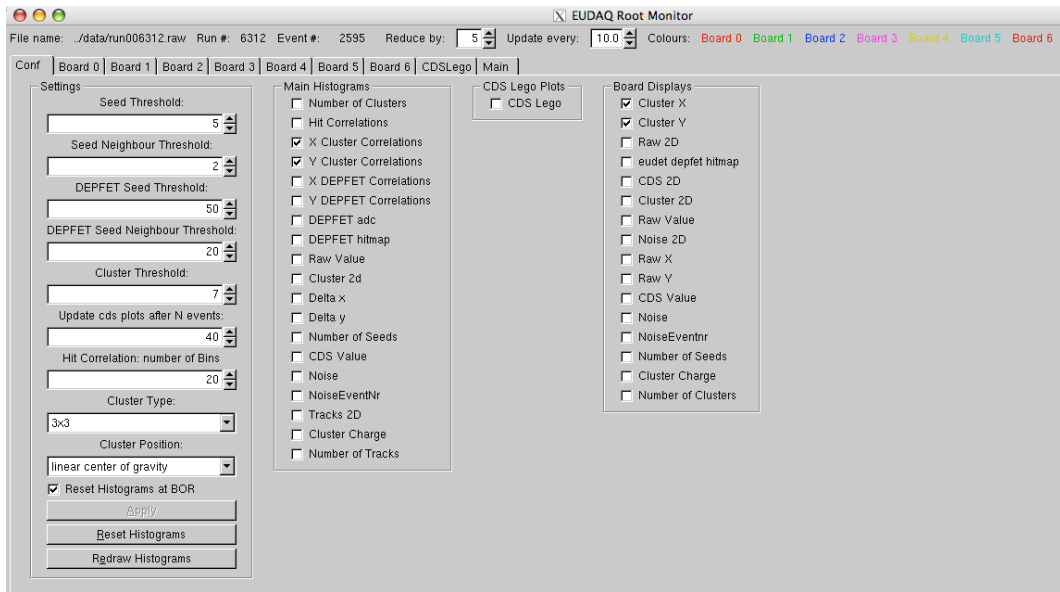 X EUDAQ Root Monitor
File name: ../data/run006312.raw Run #: 6312 Event #: 2595 Reduce by: 5 Update every: 10.0 Colours: Board 0 Board 1 Board 2 Board 3 Board 4 Board 5 Board 6
Conf Board 0 Board 1 Board 2 Board 3 Board 4 Board 5 Board 6 CDSLego Main
Settings
Seed Threshold:
5
Seed Neighbour Threshold:
2
DEPFET Seed Threshold:
50
DEPFET Seed Neighbour Threshold:
20
Cluster Threshold:
7
Update cds plots after N events:
40
Hit Correlation: number of Bins
20
Cluster Type:
3x3
Cluster Position:
linear center of gravity
Reset Histograms at BOR
Apply
Reset Histograms
Redraw Histograms
Main Histograms
Number of Clusters
Hit Correlations
X Cluster Correlations
Y Cluster Correlations
X DEPFET Correlations
Y DEPFET Correlations
DEPFET adc
DEPFET hitmap
Raw Value
Cluster 2d
Delta x
Delta y
Number of Seeds
CDS Value
Noise
NoiseEventNr
Tracks 2D
Cluster Charge
Number of Tracks
CDS Lego Plots
CDS Lego
Board Displays
Cluster X
Cluster Y
Raw 2D
eudet depfet hitmap
CDS 2D
Cluster 2D
Raw Value
Noise 2D
Raw X
Raw Y
CDS Value
Noise
NoiseEventnr
Number of Seeds
Cluster Charge
Number of Clusters